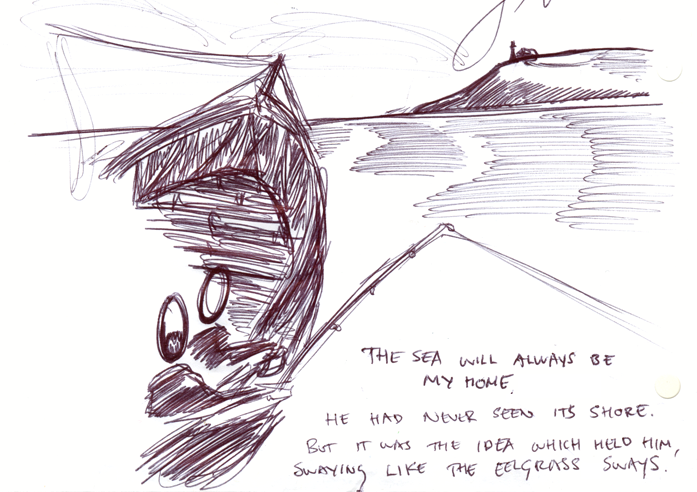 THE SEA WILL ALWAYS BE
MY HOME.
HE HAD NEVER SEEN ITS SHORE.
BUT IT WAS THE IDEA WHICH HELD HIM,
SWAYING LIKE THE EELGRASS SWAYS.